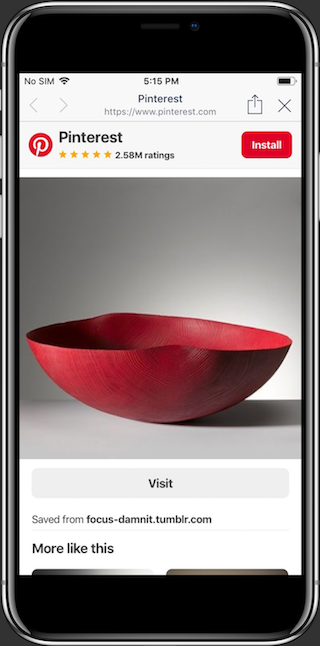 No SIM 5:15 PM
Pinterest
https://www.pinterest.com
Pinterest
2.58M ratings
Install
Visit
Saved from focus-damnit.tumblr.com
More like this